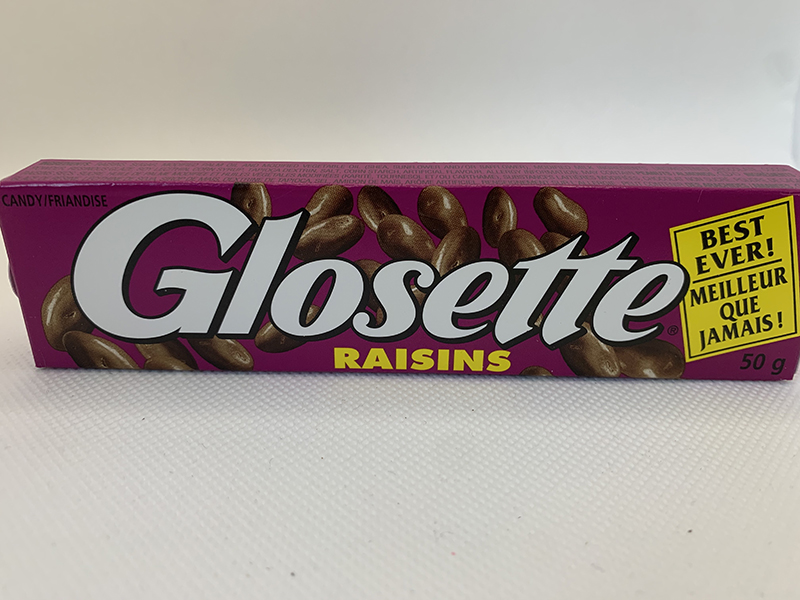 CANDY/FRIANDISE
Glosette®
RAISINS
BEST
EVER!
MEILLEUR
QUE
JAMAIS!
50 g